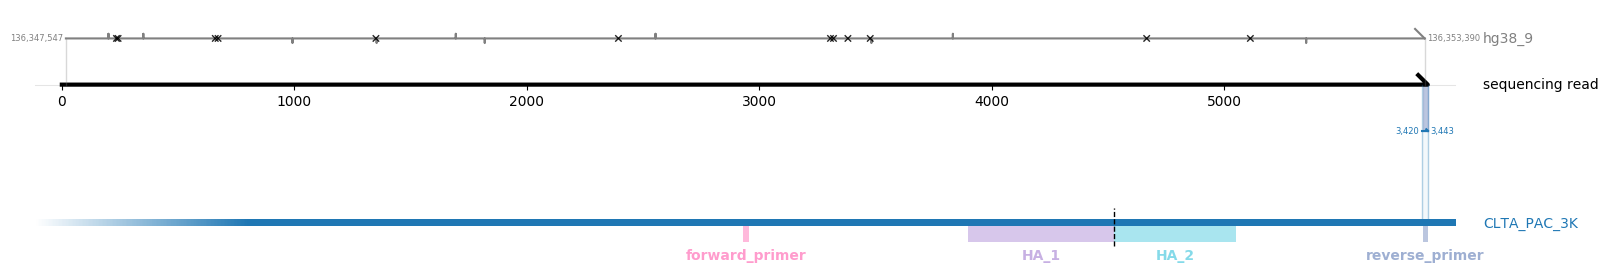 136,347,547 136,353,390 hg38_9
sequencing read
0 1000 2000 3000 4000 5000
3,420 3,443
CLTA_PAC_3K
forward_primer HA_1 HA_2 reverse_primer